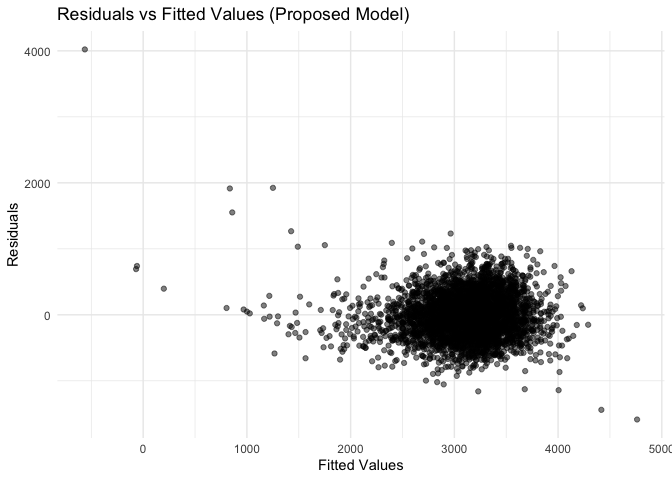 Residuals vs Fitted Values (Proposed Model)
4000
2000
0
Residuals
0 1000 2000 3000 4000 5000
Fitted Values